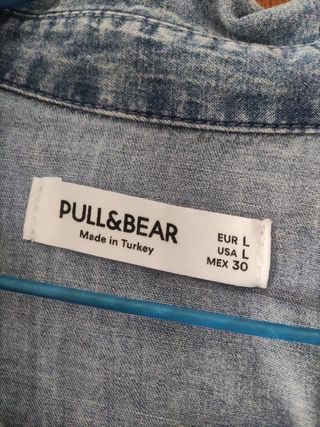 PULL&BEAR
Made in Turkey
EUR L
USA L
MEX 30